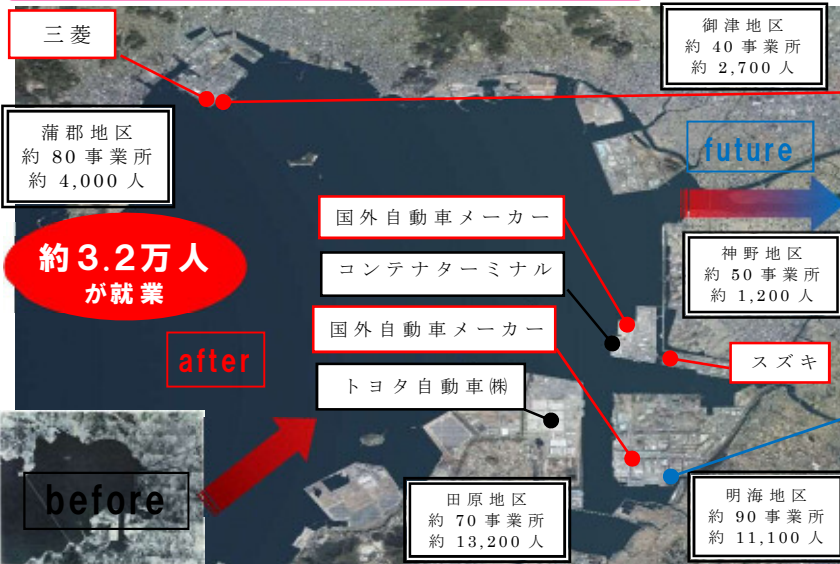 三菱
御津地区
約 40 事業所
約 2,700 人
蒲郡地区
約 80 事業所
約 4,000 人
future
国外自動車メーカー
約3.2万人
が就業
コンテナターミナル
神野地区
約 50 事業所
約 1,200 人
国外自動車メーカー
after
スズキ
トヨタ自動車㈱
before
田原地区
約 70 事業所
約 13,200 人
明海地区
約 90 事業所
約 11,100 人